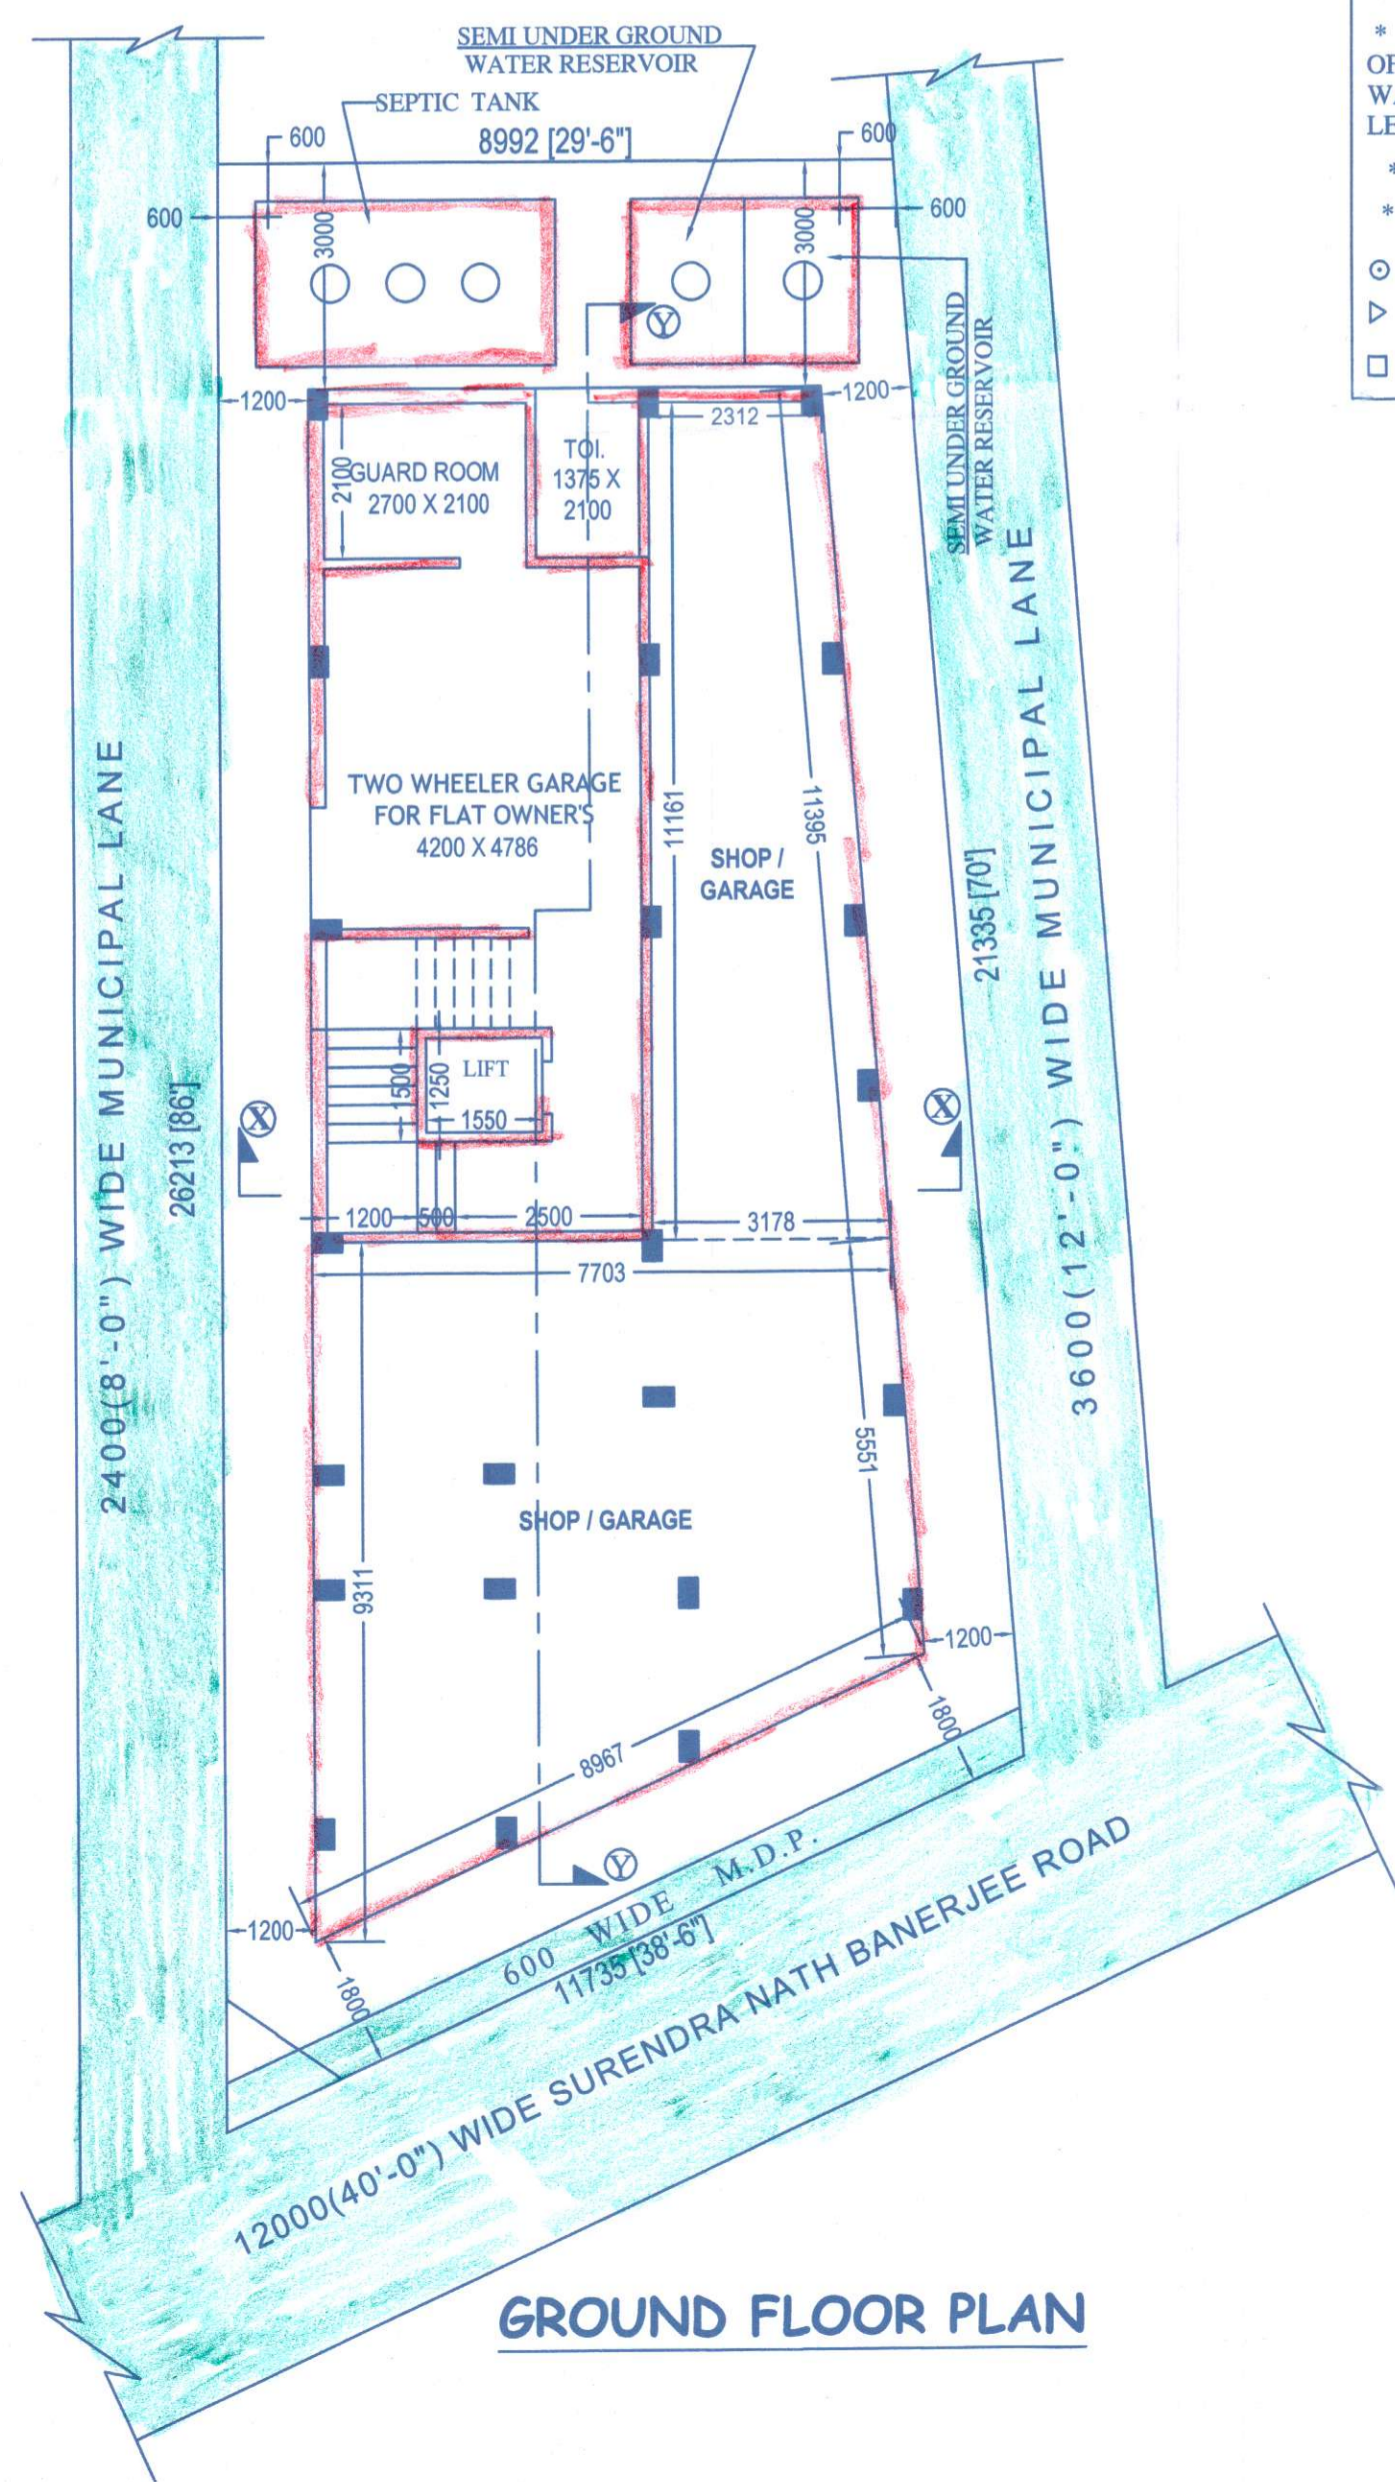 SEMI UNDER GROUND
WATER RESERVOIR
SEPTIC TANK
8992 [29'-6"]
600
600
600
600
3000
3000
*
*
*
Y
SEMI UNDER GROUND
WATER RESERVOIR
1200
1200
2312
2100
GUARD ROOM
2700 X 2100
TOI.
1375 X
2100
TWO WHEELER GARAGE
FOR FLAT OWNER'S
4200 X 4786
11161
11395
SHOP /
GARAGE
21335 [70']
2400(8'-0") WIDE MUNICIPAL LANE
3600(12'-0") WIDE MUNICIPAL LANE
26213 [86']
X
X
LIFT
1500
1250
1550
1200
500
2500
3178
7703
5551
SHOP / GARAGE
9311
1200
8967
1800
Y
1200
1800
600 WIDE M.D.P.
11735 [38'-6"]
12000(40'-0") WIDE SURENDRA NATH BANERJEE ROAD
GROUND FLOOR PLAN